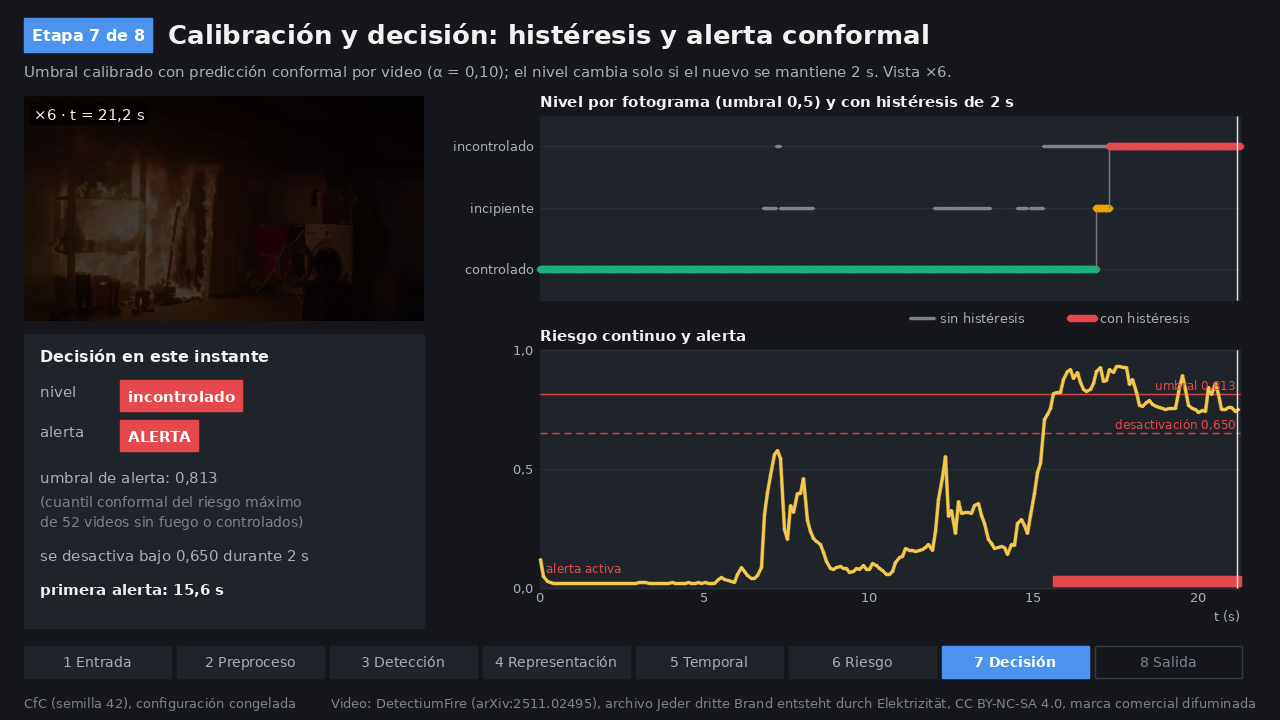 Etapa 7 de 8
Calibración y decisión: histéresis y alerta conformal
Umbral calibrado con predicción conformal por video (α = 0,10); el nivel cambia solo si el nuevo se mantiene 2 s. Vista ×6.
×6 · t = 21,2 s
Nivel por fotograma (umbral 0,5) y con histéresis de 2 s
incontrolado
incipiente
controlado
sin histéresis
con histéresis
Decisión en este instante
nivel
incontrolado
alerta
ALERTA
umbral de alerta: 0,813
(cuantil conformal del riesgo máximo
de 52 videos sin fuego o controlados)
se desactiva bajo 0,650 durante 2 s
primera alerta: 15,6 s
Riesgo continuo y alerta
1,0
0,5
0,0
umbral 0,813
desactivación 0,650
alerta activa
0 5 10 15 20
t (s)
1 Entrada
2 Preproceso
3 Detección
4 Representación
5 Temporal
6 Riesgo
7 Decisión
8 Salida
CfC (semilla 42), configuración congelada
Video: DetectiumFire (arXiv:2511.02495), archivo Jeder dritte Brand entsteht durch Elektrizität, CC BY-NC-SA 4.0, marca comercial difuminada